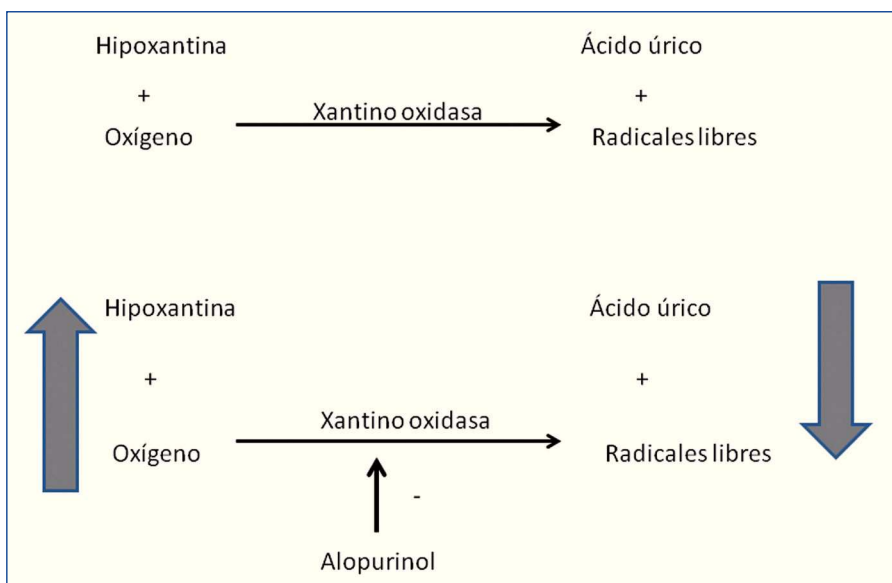 Hipoxantina Ácido úrico
+ +
Xantino oxidasa
Oxígeno Radicales libres
Hipoxantina Ácido úrico
+ +
Xantino oxidasa
Oxígeno Radicales libres
-
Alopurinol